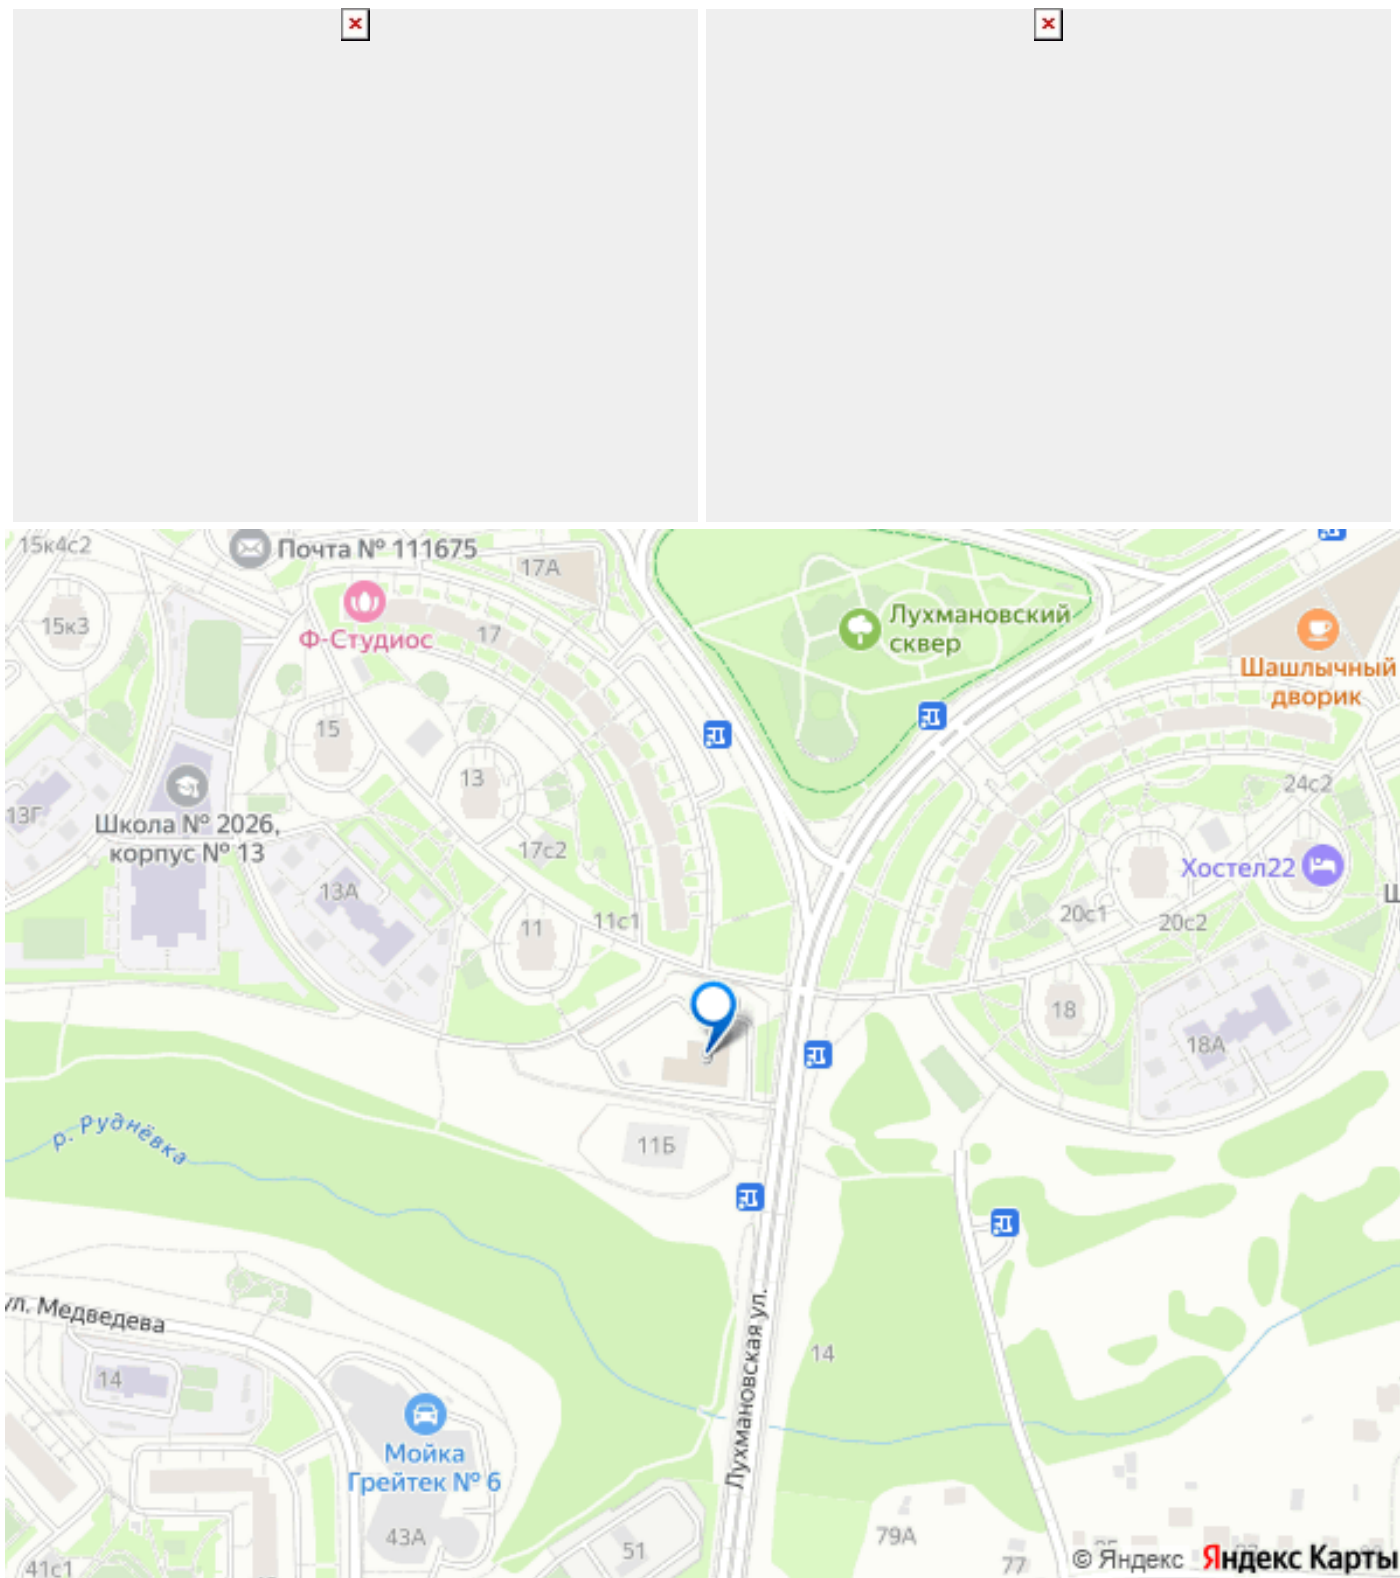 15к4с2
Почта № 111675
17А
15к3
Ф-Студиос
17
Лухмановский
сквер
Шашлычный
дворик
15
13
24с2
13Г
Школа № 2026,
корпус № 13
17с2
Хостел22
13А
11
11с1
20с1
20с2
18
9
18А
р. Руднёвка
11Б
ул. Медведева
14
Лухмановская ул.
14
Мойка
Грейтек № 6
43А
79А
51
77
41с1
© Яндекс
Яндекс Карты